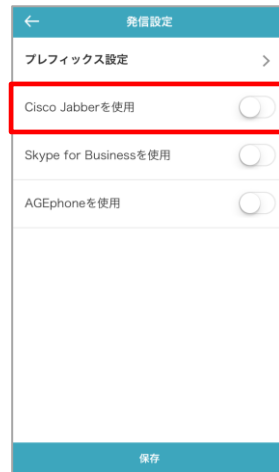 発信設定
プレフィックス設定
Cisco Jabberを使用
Skype for Businessを使用
AGEphoneを使用
保存